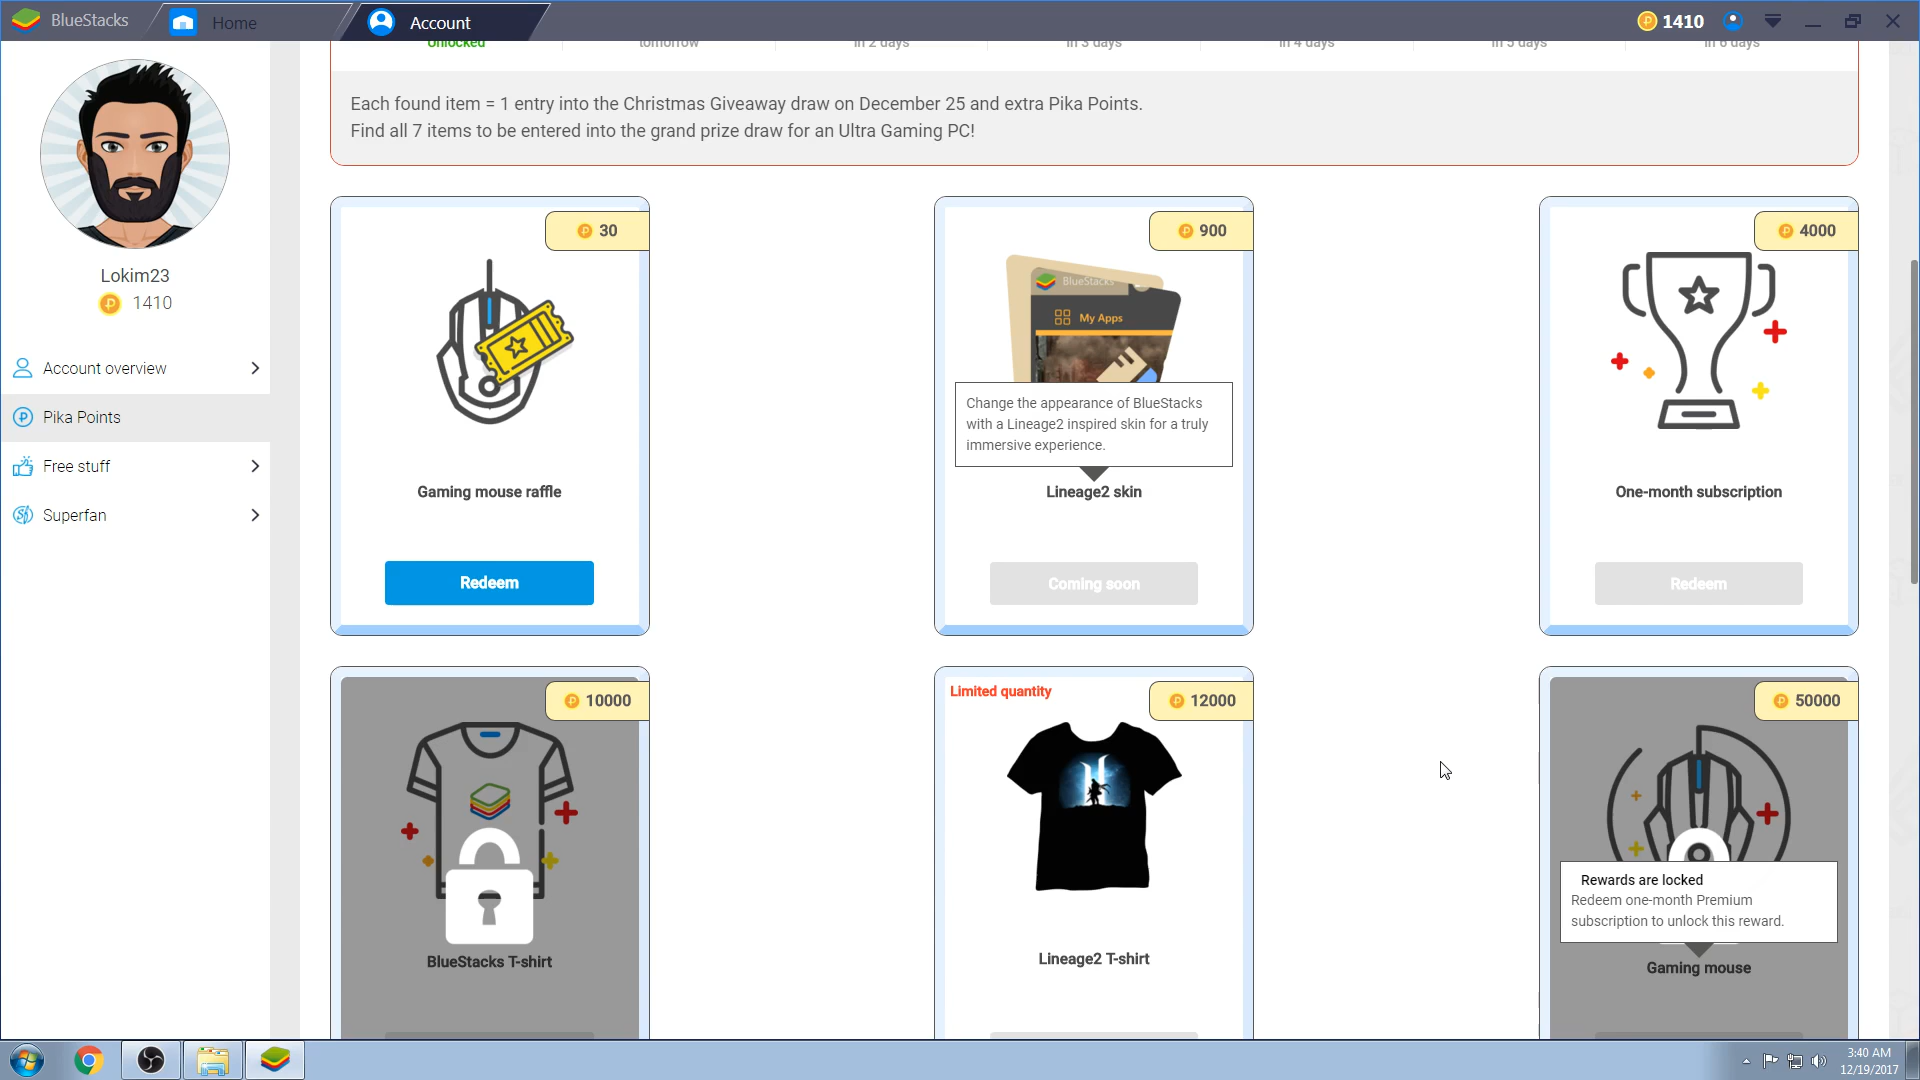 BlueStacks
Home
Account
1410
Unlocked
tomorrow
in 2 days
in 3 days
in 4 days
in 5 days
in 6 days
Each found item = 1 entry into the Christmas Giveaway draw on December 25 and extra Pika Points.
Find all 7 items to be entered into the grand prize draw for an Ultra Gaming PC!
Lokim23
1410
Account overview
Pika Points
Free stuff
Superfan
30
Gaming mouse raffle
Redeem
900
BlueStacks
My Apps
Change the appearance of BlueStacks
with a Lineage2 inspired skin for a truly
immersive experience.
Lineage2 skin
Coming soon
4000
One-month subscription
Redeem
10000
BlueStacks T-shirt
Limited quantity
12000
Lineage2 T-shirt
50000
Rewards are locked
Redeem one-month Premium
subscription to unlock this reward.
Gaming mouse
3:40 AM
12/19/2017